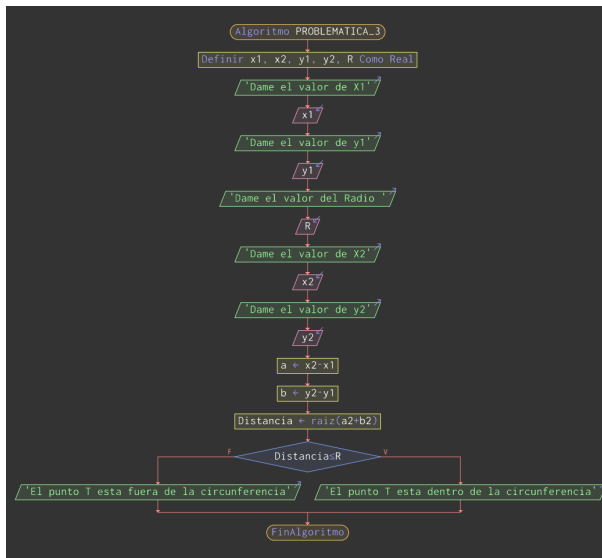 Algoritmo PROBLEMATICA_3
Definir x1, x2, y1, y2, R Como Real
'Dame el valor de X1'
x1
'Dame el valor de y1'
y1
'Dame el valor del Radio '
R
'Dame el valor de X2'
x2
'Dame el valor de y2'
y2
a ← x2-x1
b ← y2-y1
Distancia ← raiz(a2+b2)
F
Distancia≤R
V
'El punto T esta fuera de la circunferencia'
'El punto T esta dentro de la circunferencia'
FinAlgoritmo